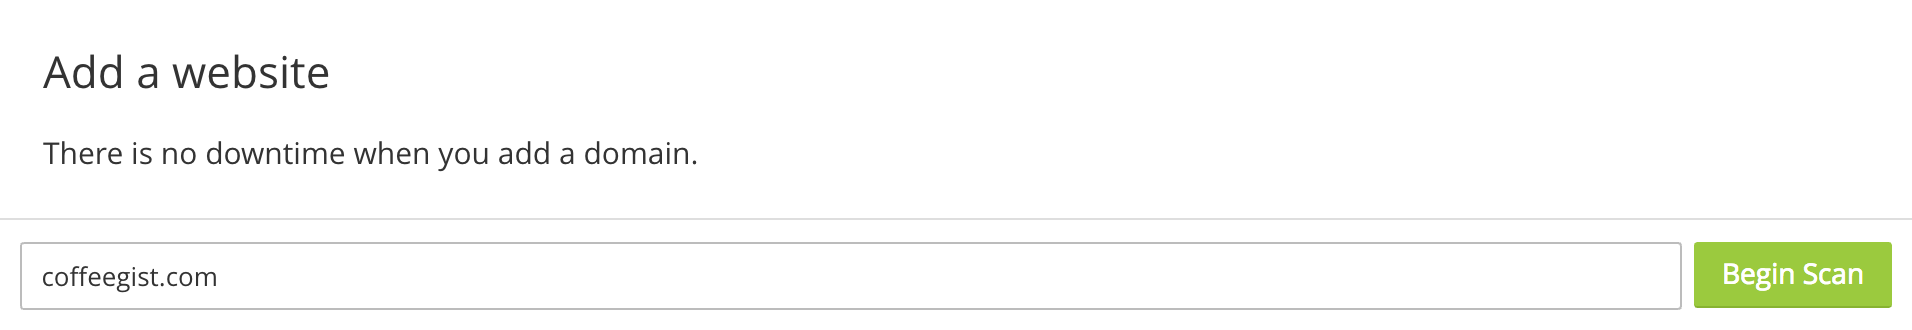 Add a website
There is no downtime when you add a domain.
coffeegist.com
Begin Scan